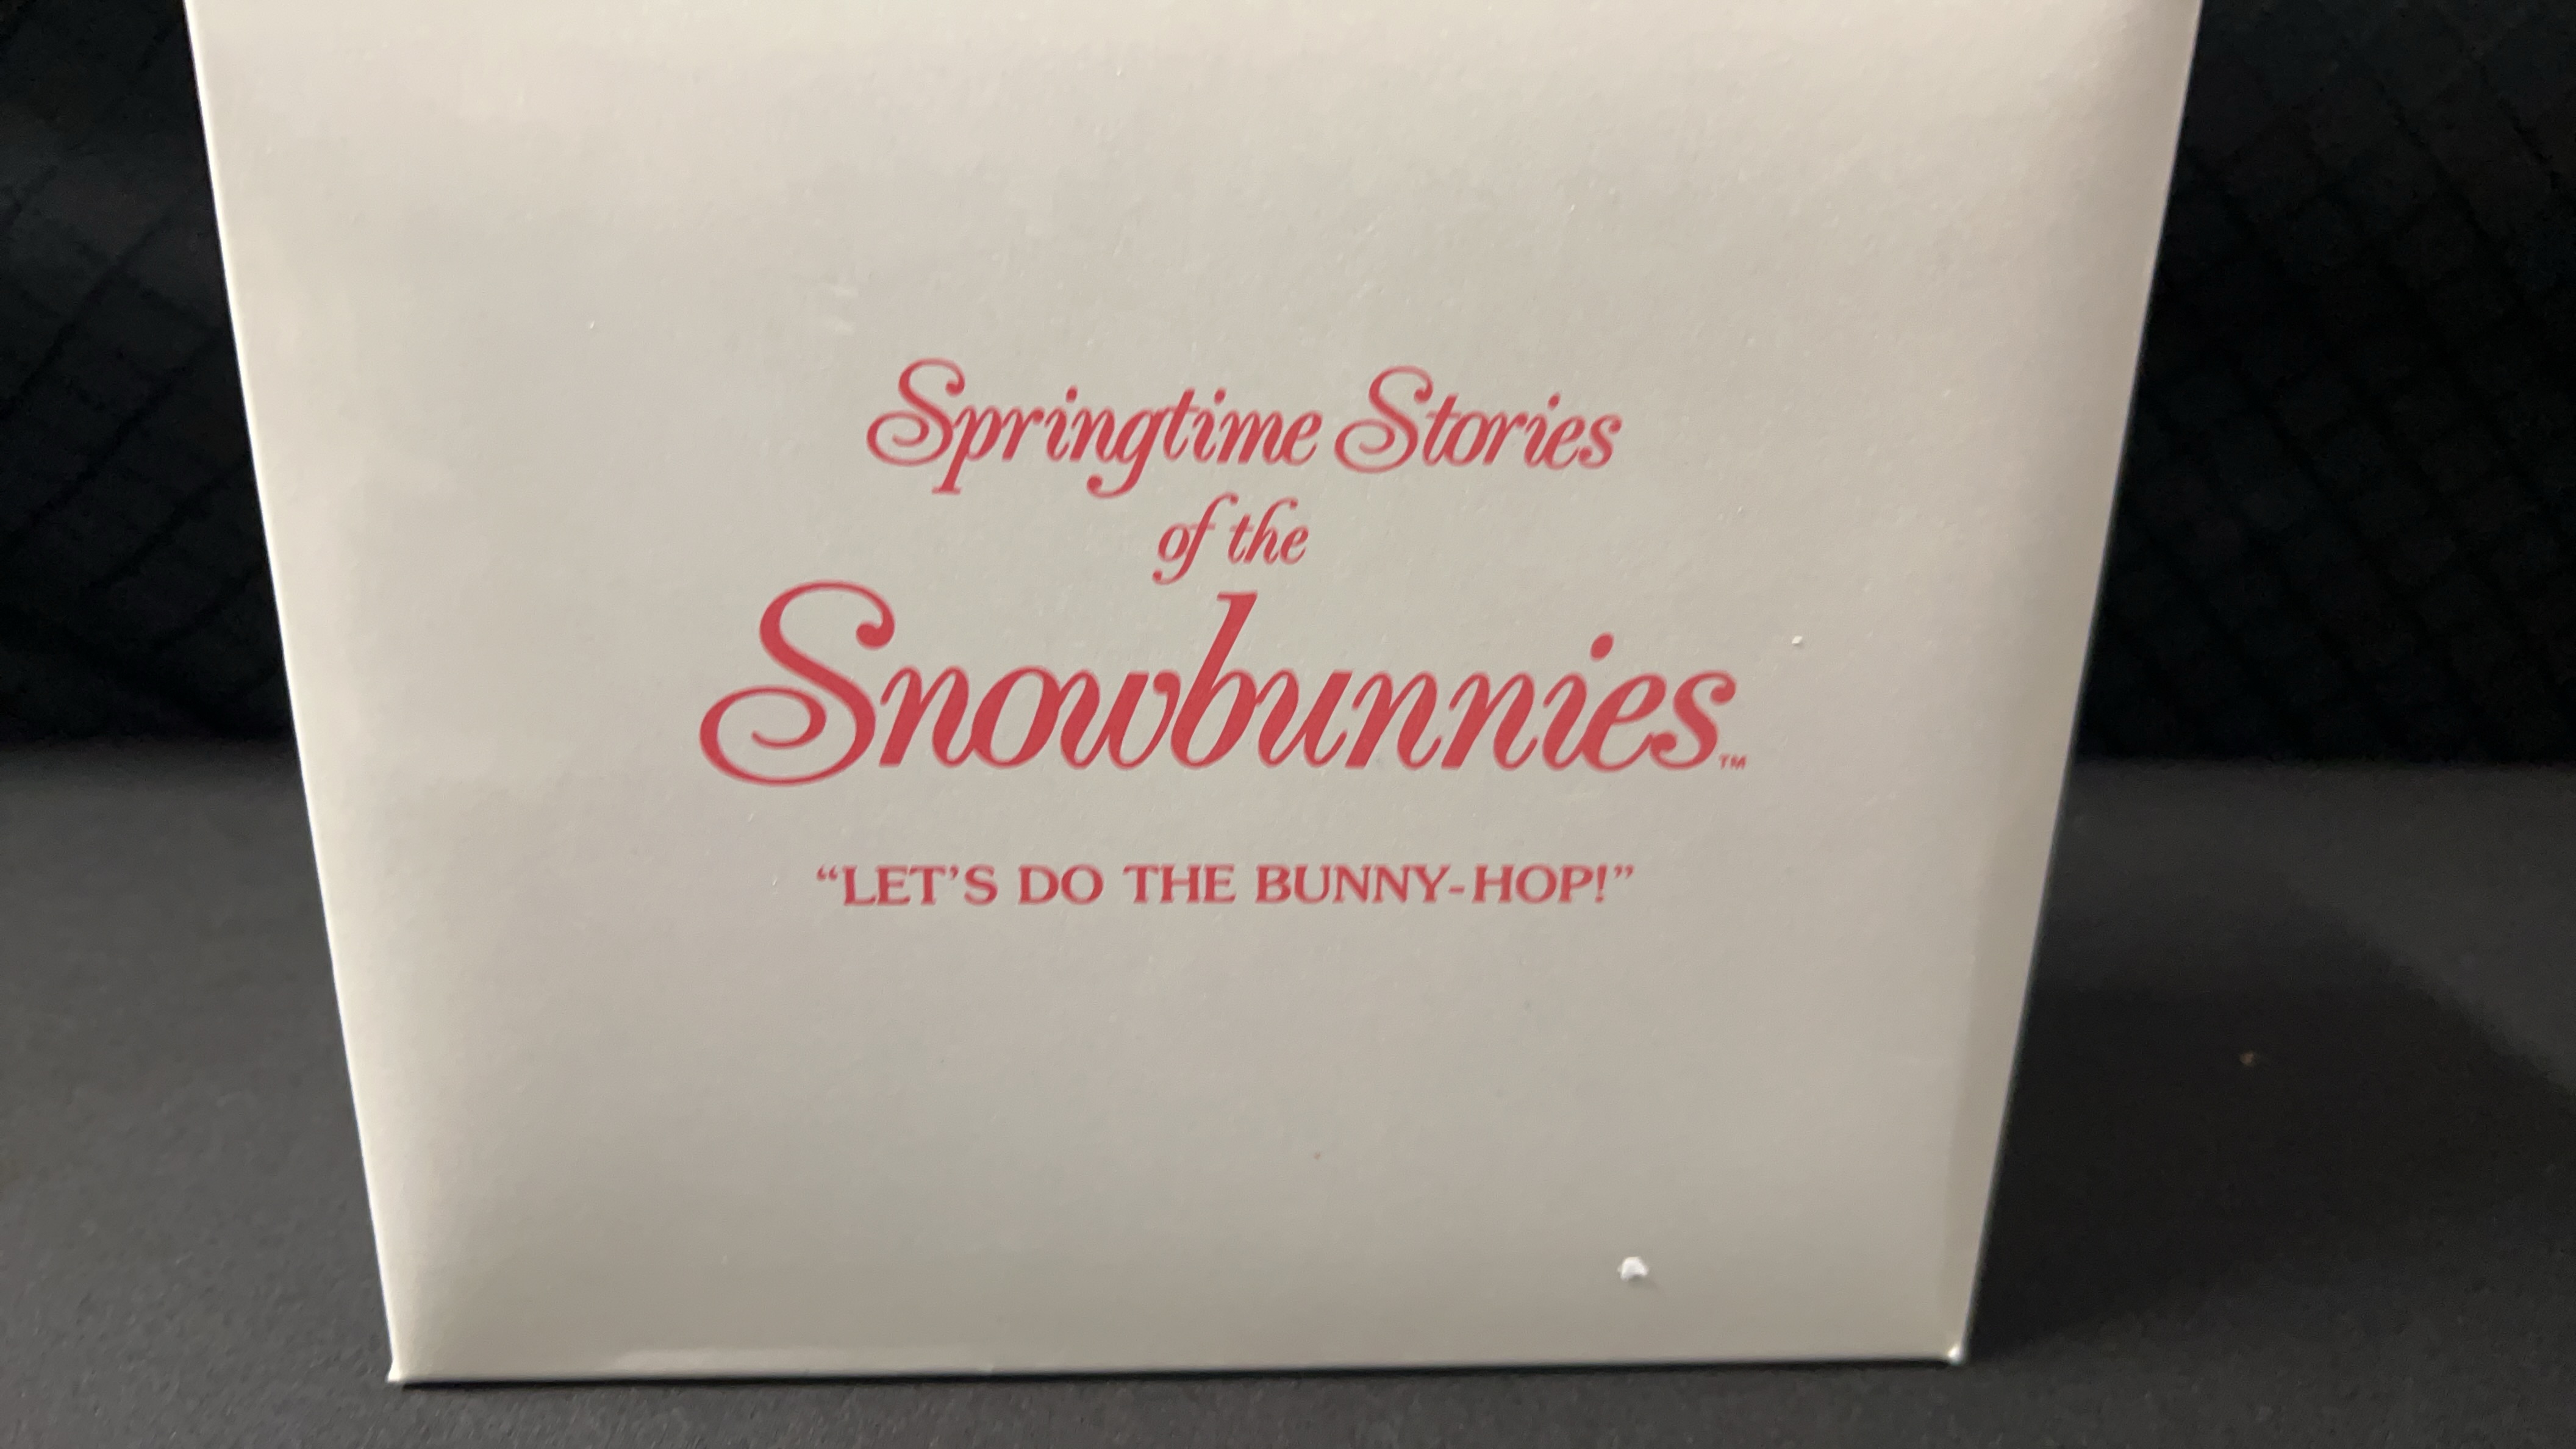 Springtime Stories
of the
Snowbunnies™
“LET’S DO THE BUNNY-HOP!”